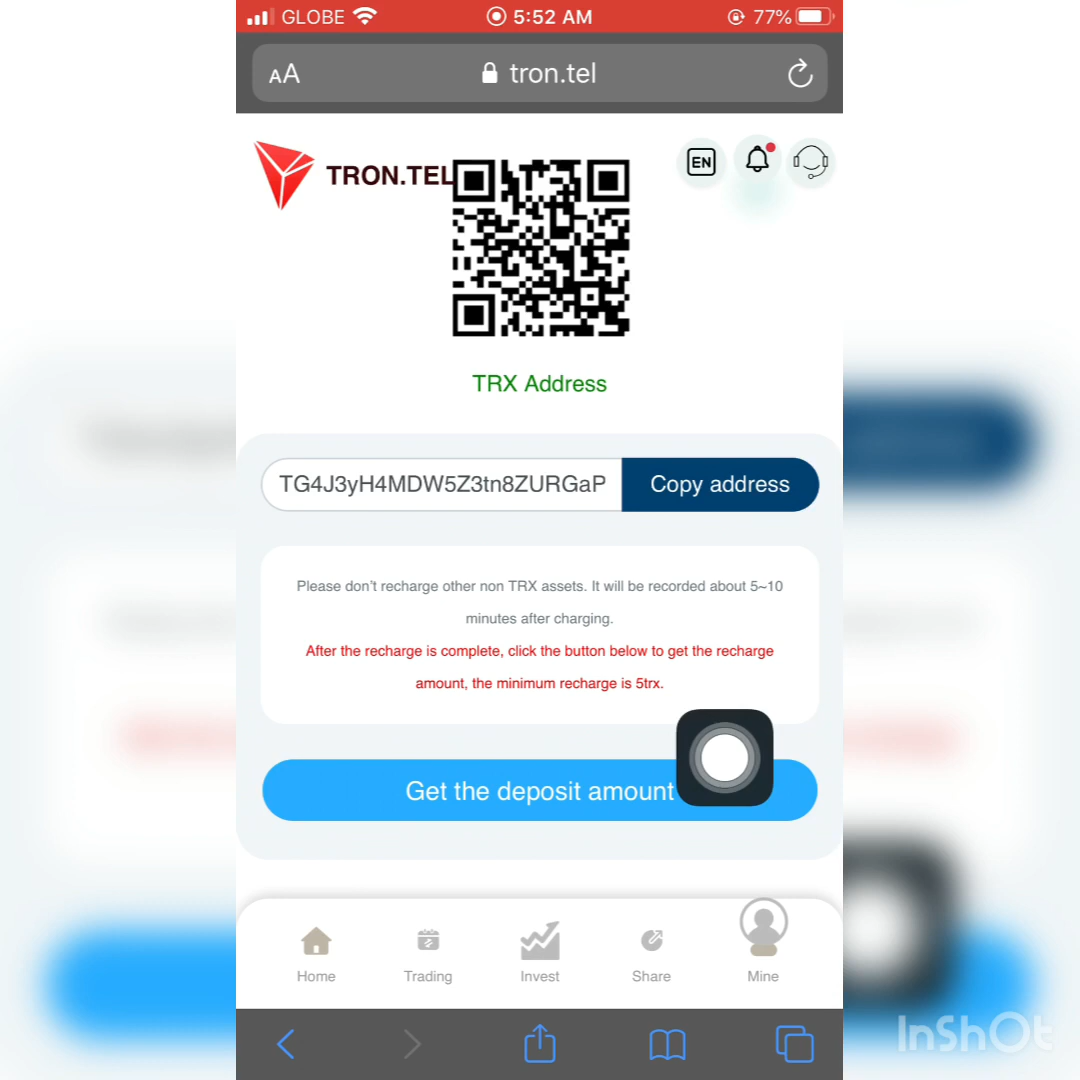 GLOBE 5:52 AM 77%
AA tron.tel
TRON.TEL
EN
TRX Address
TG4J3yH4MDW5Z3tn8ZURGaP Copy address
Please don't recharge other non TRX assets. It will be recorded about 5~10
minutes after charging.
After the recharge is complete, click the button below to get the recharge
amount, the minimum recharge is 5trx.
Get the deposit amount
Home Trading Invest Share Mine
InShOt